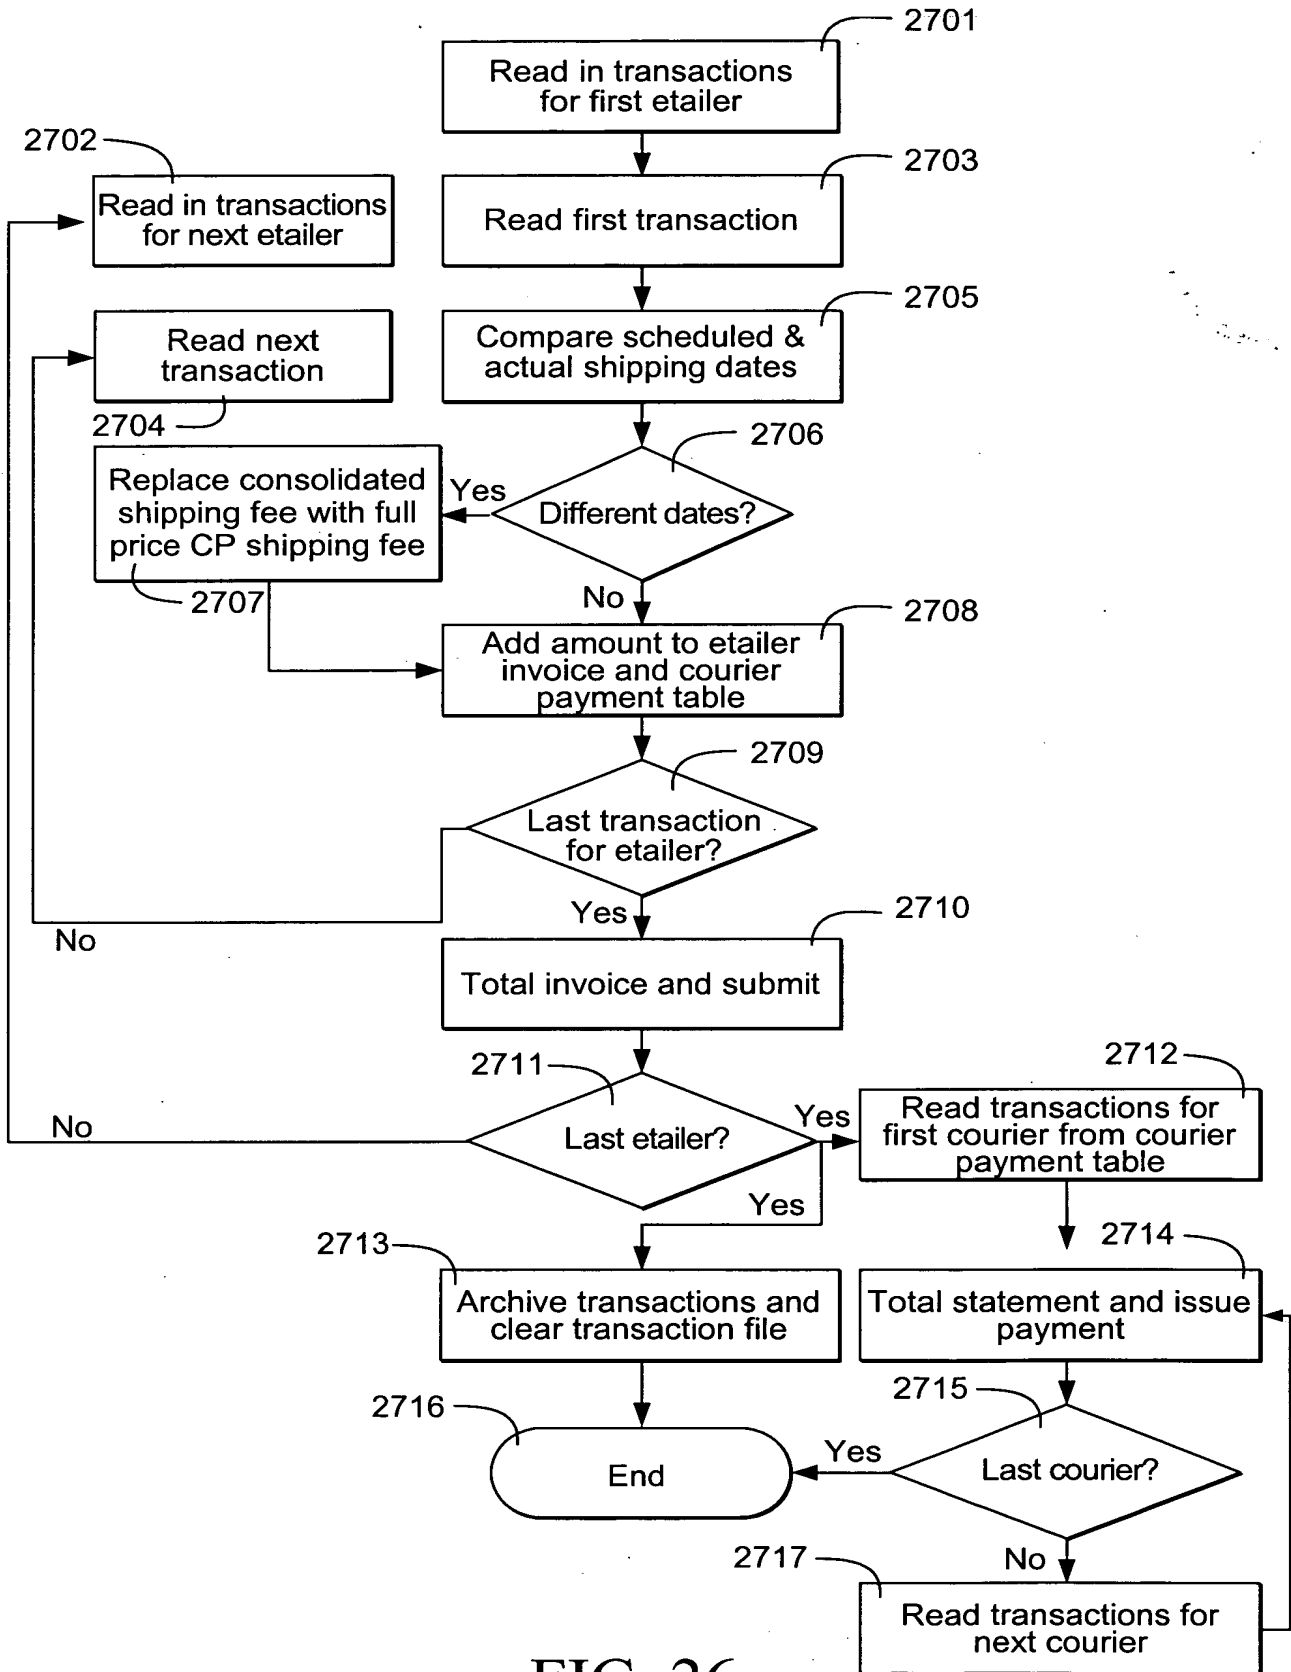 2701
Read in transactions
for first etailer
2702
Read in transactions
for next etailer
2703
Read first transaction
2704
Read next
transaction
2705
Compare scheduled &
actual shipping dates
2706
Different dates?
Yes
Replace consolidated
shipping fee with full
price CP shipping fee
2707
No
2708
Add amount to etailer
invoice and courier
payment table
2709
Last transaction
for etailer?
No
Yes
2710
Total invoice and submit
2711
Last etailer?
No
Yes
Yes
2712
Read transactions for
first courier from courier
payment table
2713
Archive transactions and
clear transaction file
2714
Total statement and issue
payment
2715
Last courier?
Yes
2716
End
No
2717
Read transactions for
next courier
FIG. 26